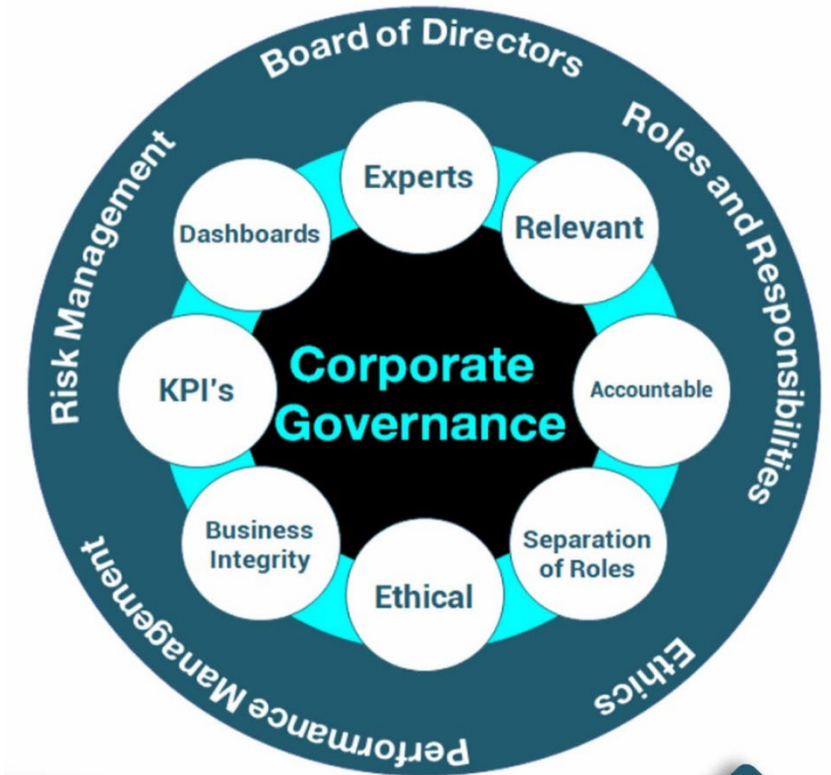 Board of Directors
Roles and Responsibilities
Ethics
Performance Management
Risk Management
Experts
Relevant
Accountable
Separation
of Roles
Ethical
Business
Integrity
KPI's
Dashboards
Corporate
Governance